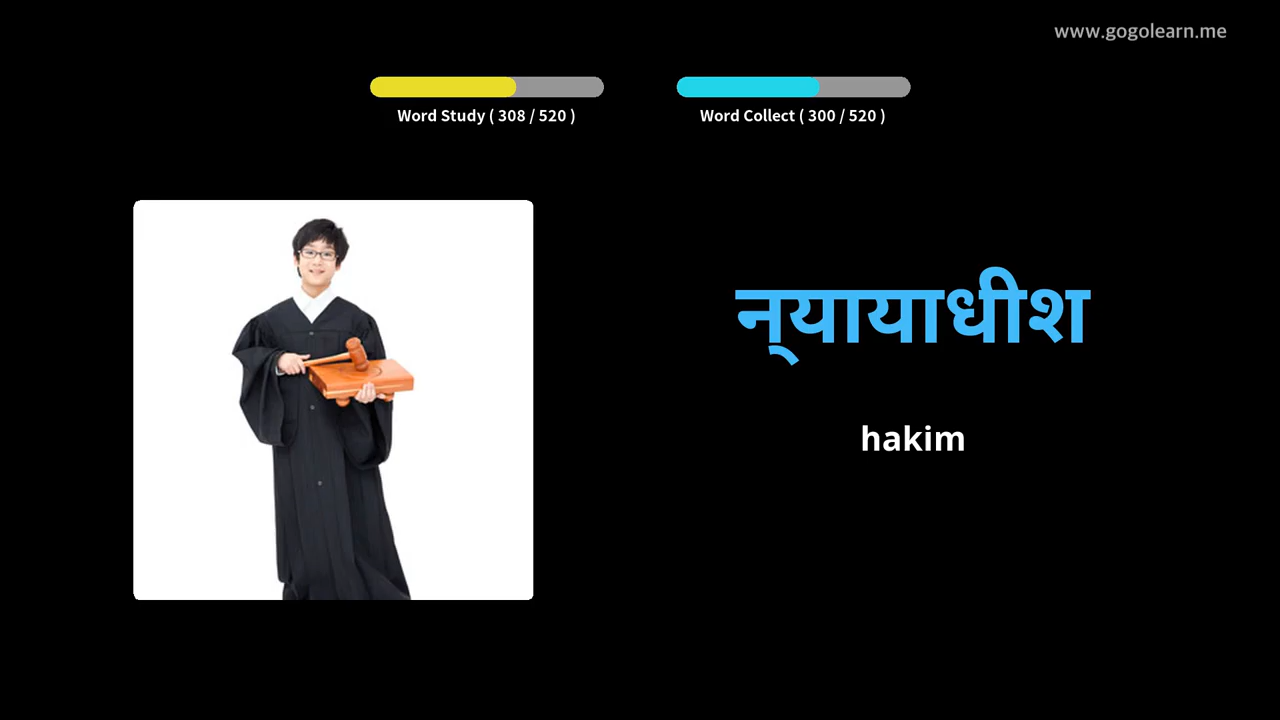 www.gogolearn.me
Word Study ( 308 / 520 )
Word Collect ( 300 / 520 )
न्यायाधीश
hakim